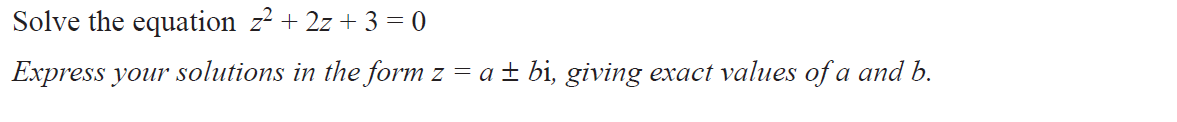 Solve the equation z² + 2z + 3 = 0
Express your solutions in the form z = a ± bi, giving exact values of a and b.